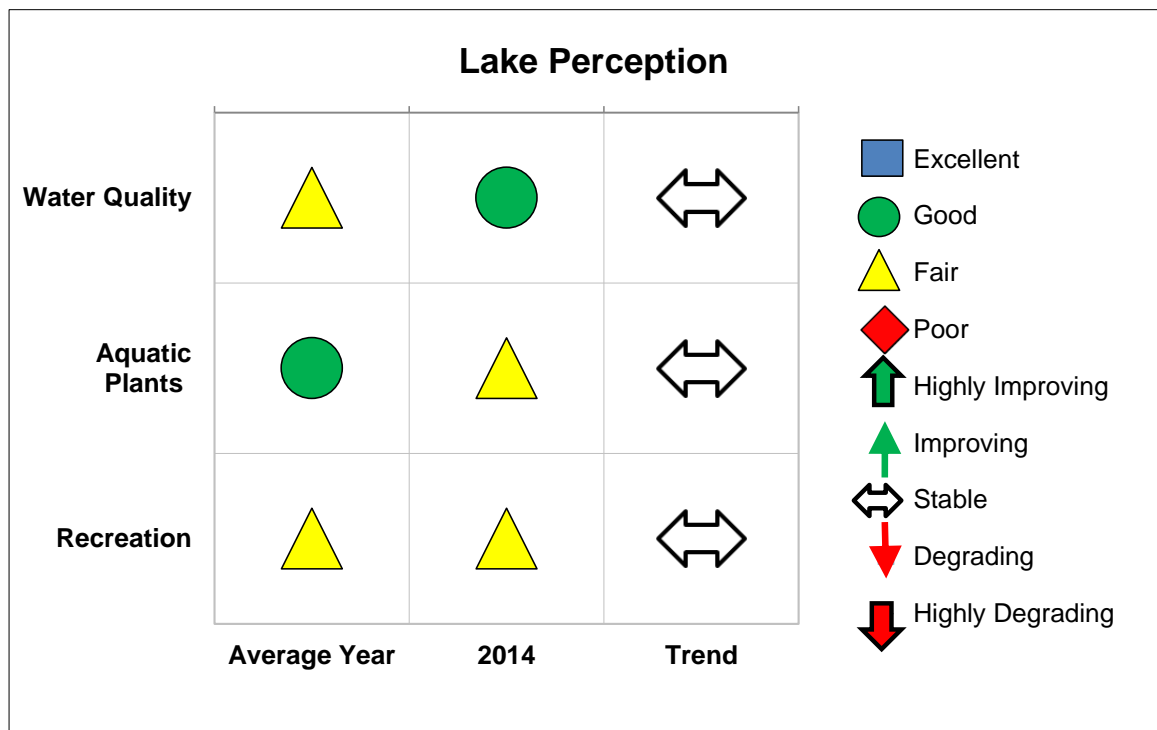 Lake Perception
Water Quality
Aquatic
Plants
Recreation
Average Year
2014
Trend
Excellent
Good
Fair
Poor
Highly Improving
Improving
Stable
Degrading
Highly Degrading